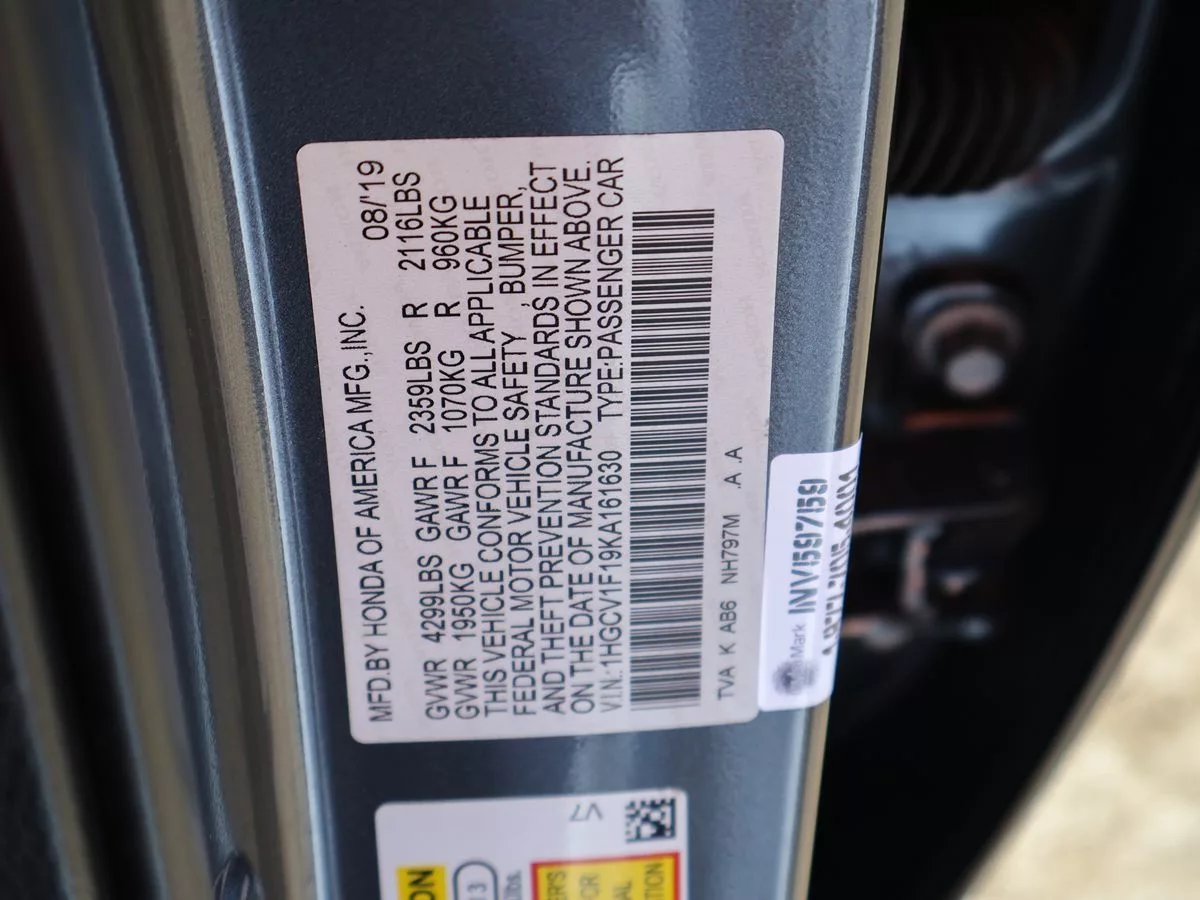 MFD.BY HONDA OF AMERICA MFG.,INC. 08/'19
GVWR 4299LBS GAWR F 2359LBS R 2116LBS
GVWR 1950KG GAWR F 1070KG R 960KG
THIS VEHICLE CONFORMS TO ALL APPLICABLE
FEDERAL MOTOR VEHICLE SAFETY , BUMPER,
AND THEFT PREVENTION STANDARDS IN EFFECT
ON THE DATE OF MANUFACTURE SHOWN ABOVE.
V.I.N.:1HGCV1F19KA161630 TYPE:PASSENGER CAR
TVA K AB6 NH797M .A .A
Mark INV597759